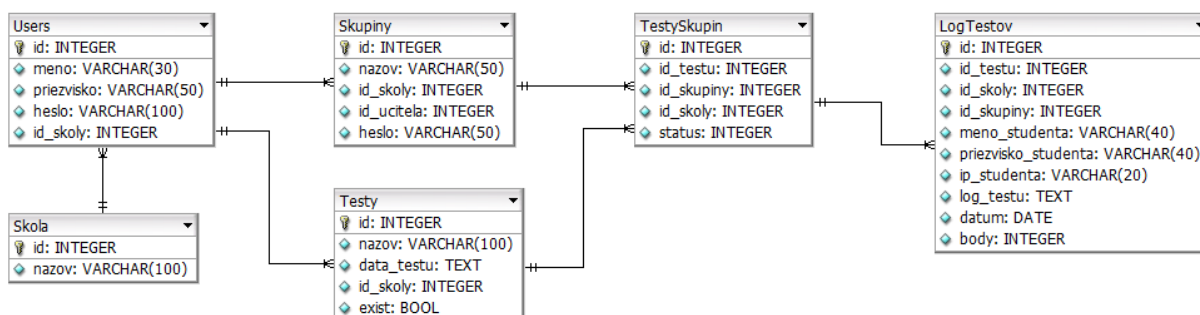 Users
id: INTEGER
meno: VARCHAR(30)
priezvisko: VARCHAR(50)
heslo: VARCHAR(100)
id_skoly: INTEGER
Skupiny
id: INTEGER
nazov: VARCHAR(50)
id_skoly: INTEGER
id_ucitela: INTEGER
heslo: VARCHAR(50)
TestySkupin
id: INTEGER
id_testu: INTEGER
id_skupiny: INTEGER
id_skoly: INTEGER
status: INTEGER
LogTestov
id: INTEGER
id_testu: INTEGER
id_skoly: INTEGER
id_skupiny: INTEGER
meno_studenta: VARCHAR(40)
priezvisko_studenta: VARCHAR(40)
ip_studenta: VARCHAR(20)
log_testu: TEXT
datum: DATE
body: INTEGER
Skola
id: INTEGER
nazov: VARCHAR(100)
Testy
id: INTEGER
nazov: VARCHAR(100)
data_testu: TEXT
id_skoly: INTEGER
exist: BOOL